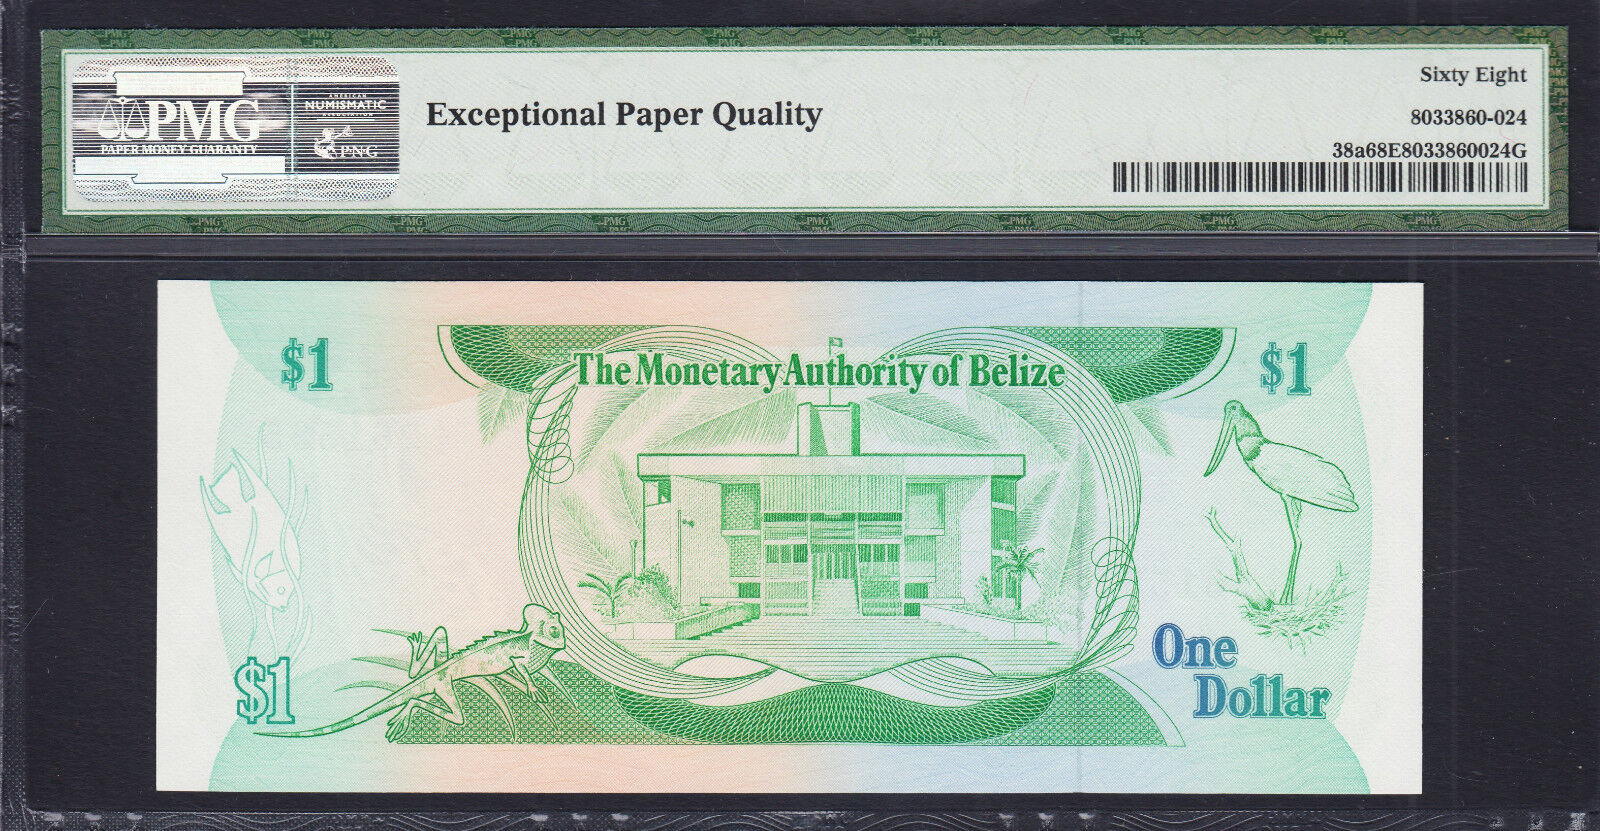 PMG
PAPER MONEY GUARANTY
AMERICAN
NUMISMATIC
ASSOCIATION
PNG
Exceptional Paper Quality
Sixty Eight
8033860-024
38a68E8033860024G
$1
The Monetary Authority of Belize
$1
$1
One
Dollar